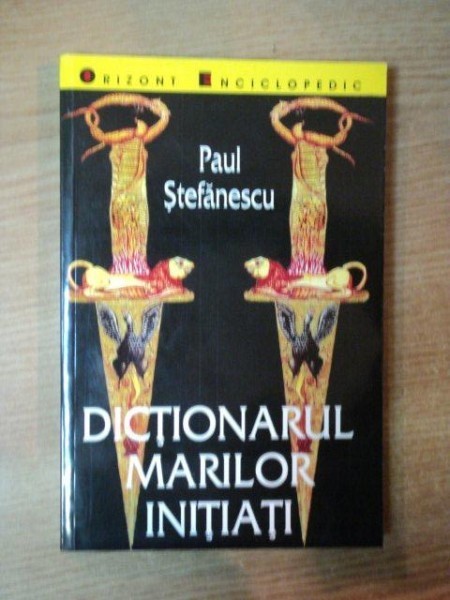 ORIZONT ENCICLOPEDIC
Paul
Ştefănescu
DICŢIONARUL
MARILOR
INIŢIAŢI